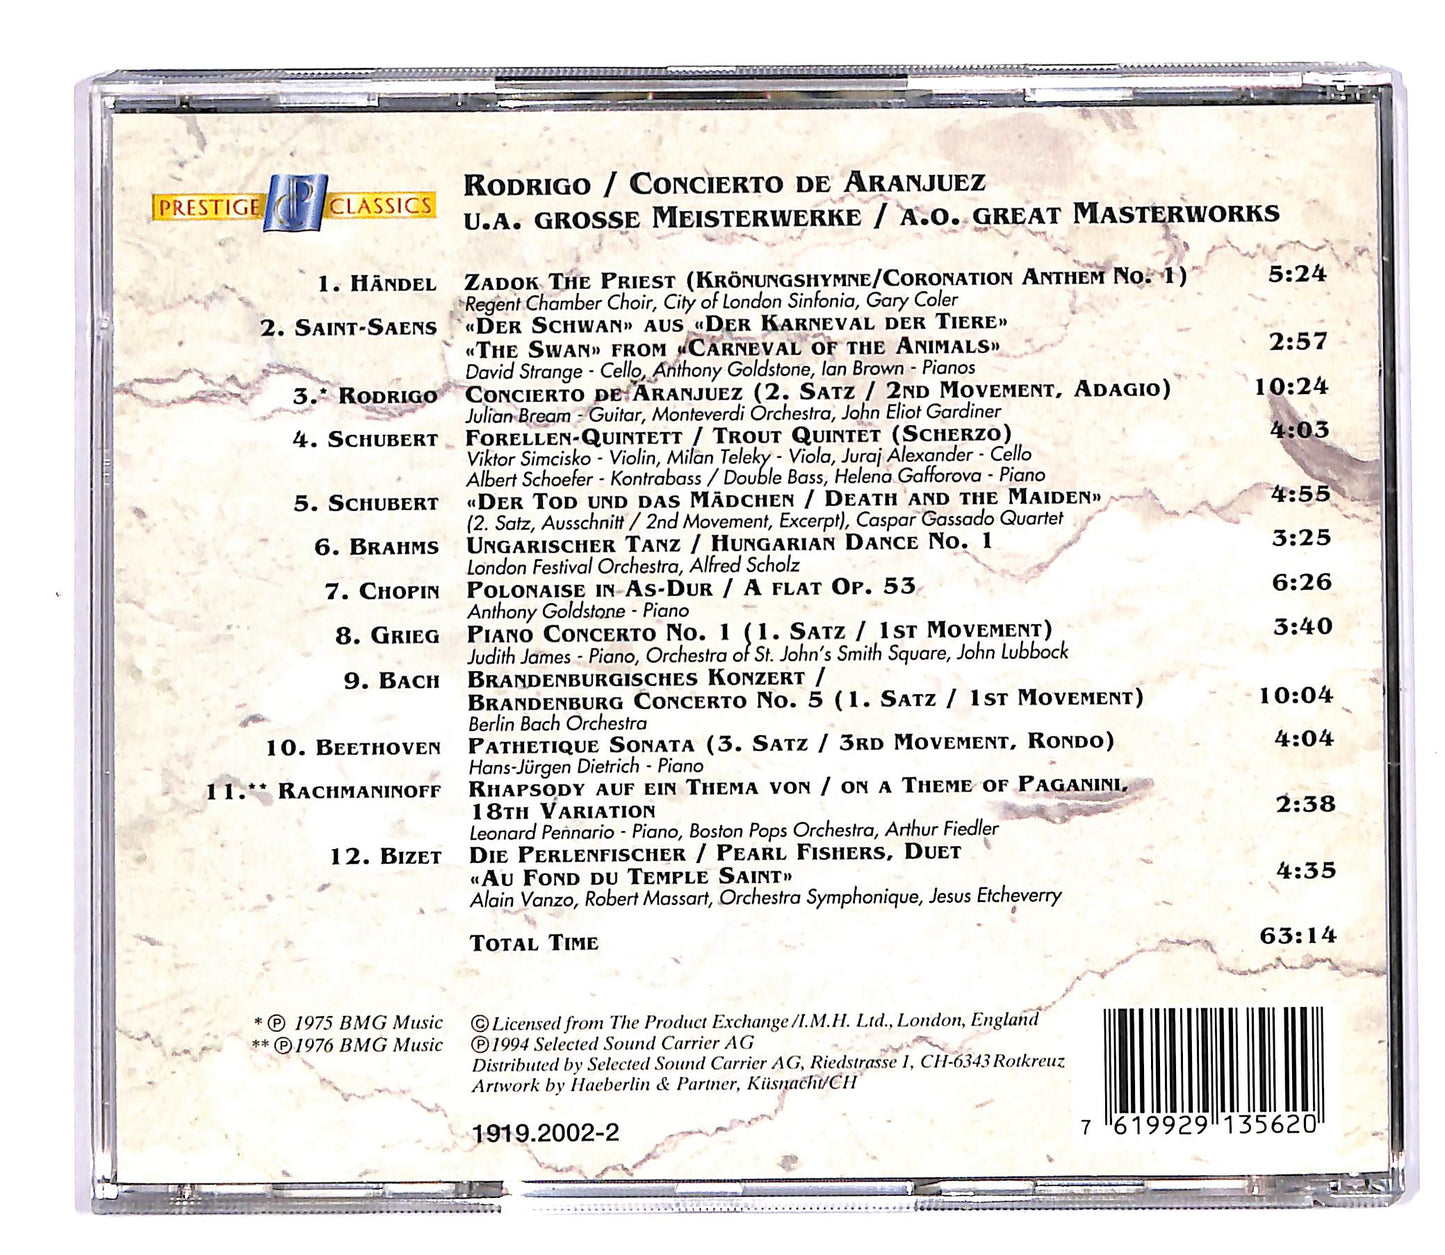 PRESTIGE CLASSICS
RODRIGO / CONCIERTO DE ARANJUEZ
U.A. GROSSE MEISTERWERKE / A.O. GREAT MASTERWORKS
1. HÄNDEL ZADOK THE PRIEST (KRÖNUNGSHYMNE/CORONATION ANTHEM NO. 1) 5:24
Regent Chamber Choir, City of London Sinfonia, Gary Coler
2. SAINT-SAENS «DER SCHWAN» AUS «DER KARNEVAL DER TIERE»
«THE SWAN» FROM «CARNEVAL OF THE ANIMALS» 2:57
David Strange - Cello, Anthony Goldstone, Ian Brown - Pianos
3.* RODRIGO CONCIERTO DE ARANJUEZ (2. SATZ / 2ND MOVEMENT, ADAGIO) 10:24
Julian Bream - Guitar, Monteverdi Orchestra, John Eliot Gardiner
4. SCHUBERT FORELLEN-QUINTETT / TROUT QUINTET (SCHERZO) 4:03
Viktor Simcisko - Violin, Milan Teleky - Viola, Juraj Alexander - Cello
Albert Schoefer - Kontrabass / Double Bass, Helena Gafforova - Piano
5. SCHUBERT «DER TOD UND DAS MÄDCHEN / DEATH AND THE MAIDEN» 4:55
(2. Satz, Ausschnitt / 2nd Movement, Excerpt), Caspar Gassado Quartet
6. BRAHMS UNGARISCHER TANZ / HUNGARIAN DANCE NO. 1 3:25
London Festival Orchestra, Alfred Scholz
7. CHOPIN POLONAISE IN AS-DUR / A FLAT OP. 53 6:26
Anthony Goldstone - Piano
8. GRIEG PIANO CONCERTO NO. 1 (1. SATZ / 1ST MOVEMENT) 3:40
Judith James - Piano, Orchestra of St. John's Smith Square, John Lubbock
9. BACH BRANDENBURGISCHES KONZERT /
BRANDENBURG CONCERTO NO. 5 (1. SATZ / 1ST MOVEMENT) 10:04
Berlin Bach Orchestra
10. BEETHOVEN PATHETIQUE SONATA (3. SATZ / 3RD MOVEMENT, RONDO) 4:04
Hans-Jürgen Dietrich - Piano
11.** RACHMANINOFF RHAPSODY AUF EIN THEMA VON / ON A THEME OF PAGANINI,
18TH VARIATION 2:38
Leonard Pennario - Piano, Boston Pops Orchestra, Arthur Fiedler
12. BIZET DIE PERLENFISCHER / PEARL FISHERS, DUET
«AU FOND DU TEMPLE SAINT» 4:35
Alain Vanzo, Robert Massart, Orchestra Symphonique, Jesus Etcheverry
TOTAL TIME 63:14
* ℗ 1975 BMG Music ©Licensed from The Product Exchange/I.M.H. Ltd., London, England
** ℗1976 BMG Music ℗1994 Selected Sound Carrier AG
Distributed by Selected Sound Carrier AG, Riedstrasse 1, CH-6343 Rotkreuz
Artwork by Haeberlin & Partner, Küsnacht/CH
1919.2002-2
7 619929 135620